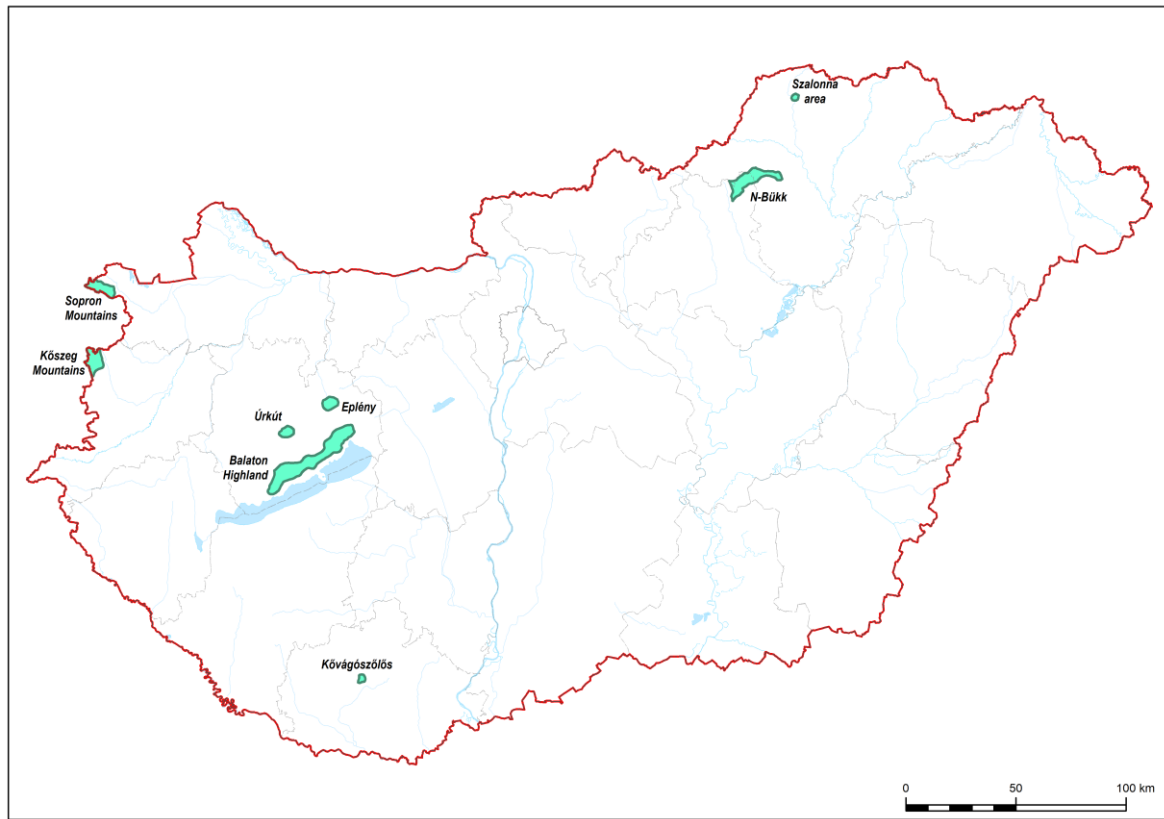 Szalonna
area
N-Bükk
Sopron
Mountains
Kőszeg
Mountains
Eplény
Úrkút
Balaton
Highland
Kővágószőlős
0
50
100 km